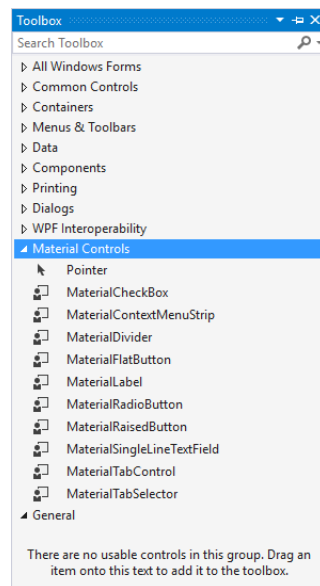 Toolbox
Search Toolbox
All Windows Forms
Common Controls
Containers
Menus & Toolbars
Data
Components
Printing
Dialogs
WPF Interoperability
Material Controls
Pointer
MaterialCheckBox
MaterialContextMenuStrip
MaterialDivider
MaterialFlatButton
MaterialLabel
MaterialRadioButton
MaterialRaisedButton
MaterialSingleLineTextField
MaterialTabControl
MaterialTabSelector
General
There are no usable controls in this group. Drag an
item onto this text to add it to the toolbox.